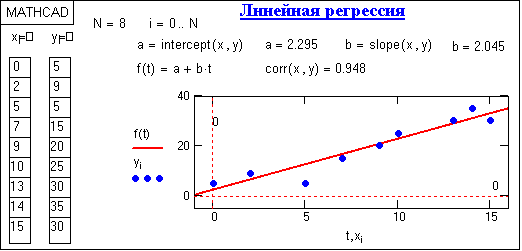 MATHCAD
Линейная регрессия
N = 8 i = 0.. N
x i = y i =
a = intercept(x , y) a = 2.295 b = slope(x , y) b = 2.045
f(t) = a + b·t corr(x , y) = 0.948
0 5
2 9
5 5
7 15
9 20
10 25
13 30
14 35
15 30
f(t)
y i
40
20
0
0
0
0 5 10 15
t,x i